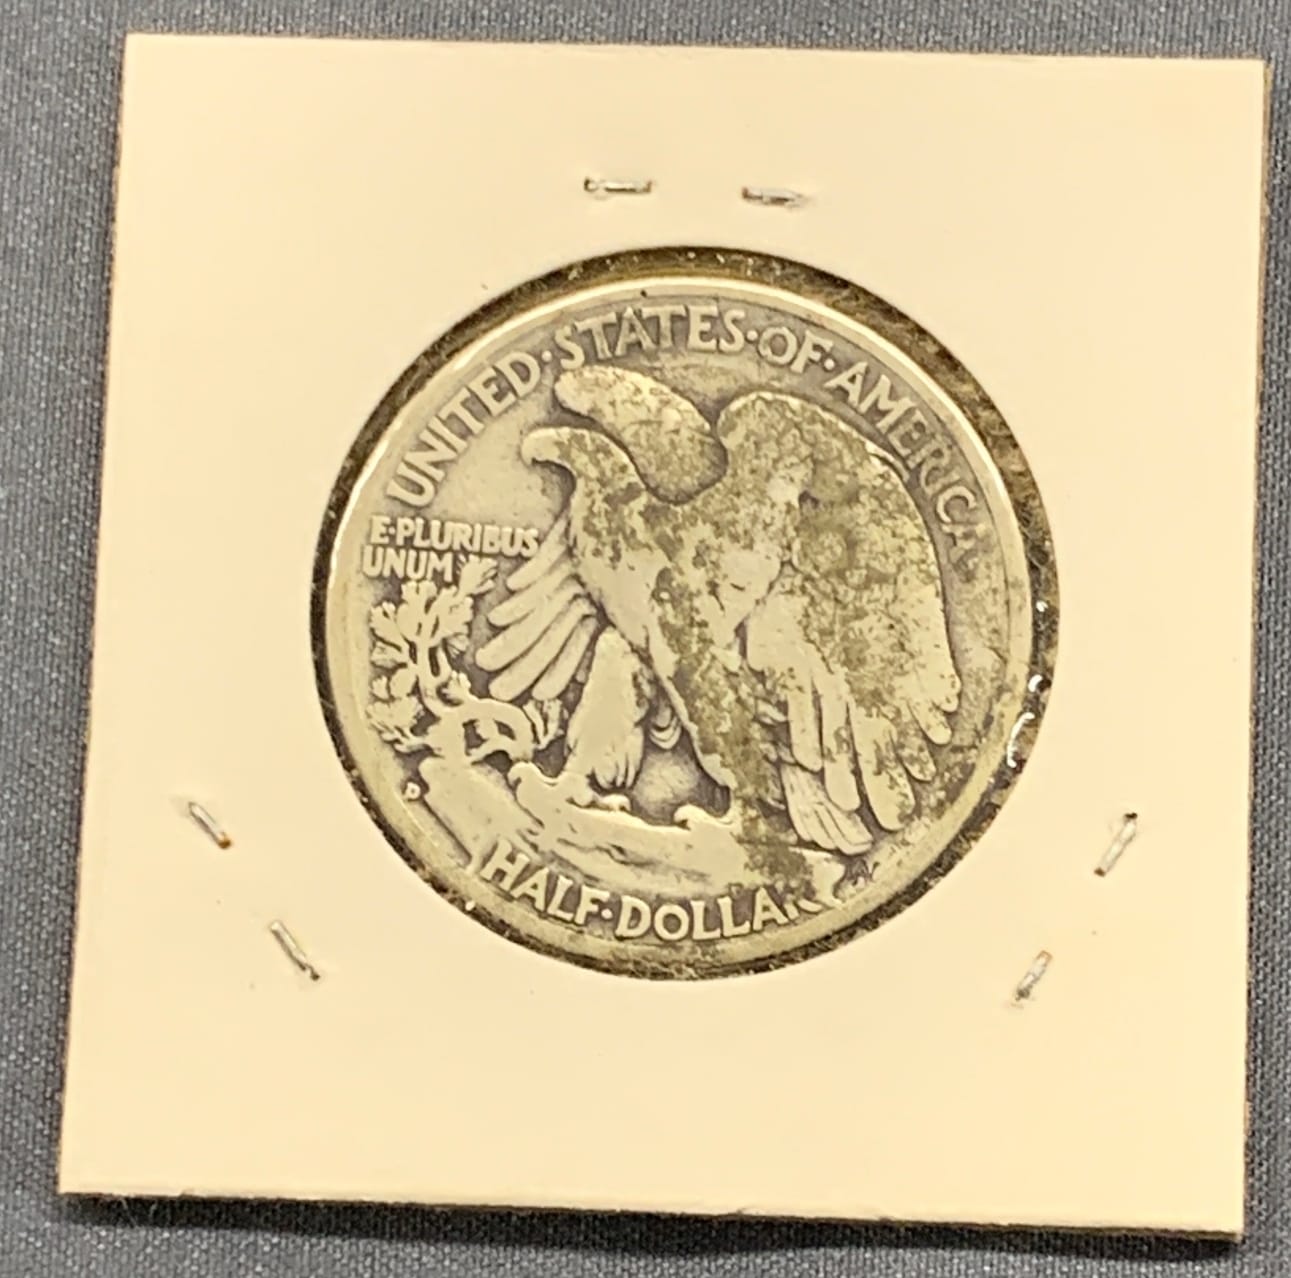 UNITED·STATES·OF·AMERICA
E·PLURIBUS
UNUM
D
HALF·DOLLAR